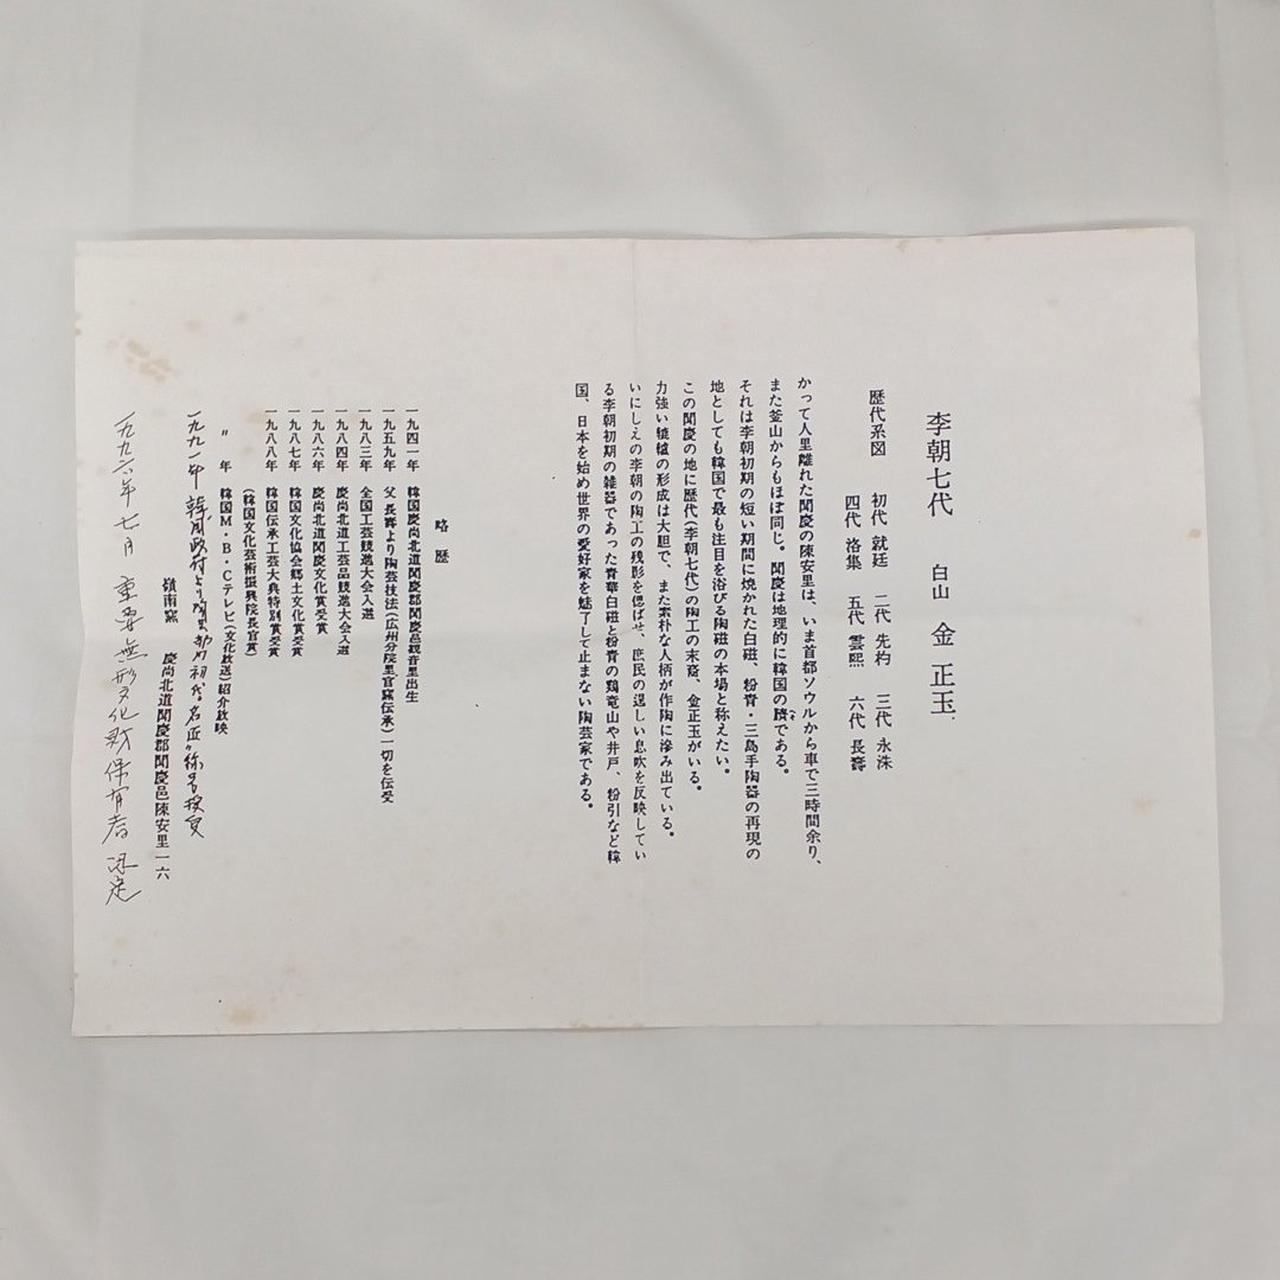 李朝七代 白山 金正玉
歴代系図 初代 就廷 二代 先杓 三代 永洙
四代 洛集 五代 雲熙 六代 長壽
かつて人里離れた聞慶の陳安里は、いま首都ソウルから車で三時間余り、
また釜山からもほぼ同じ。聞慶は地理的に韓国の臍(へそ)である。
それは李朝初期の短い期間に焼かれた白磁、粉青・三島手陶器の再現の
地としても韓国で最も注目を浴びる陶磁の本場と称えたい。
この聞慶の地に歴代(李朝七代)の陶工の末裔、金正玉がいる。
力強い轆轤の形成は大胆で、また素朴な人柄が作陶に滲み出ている。
いにしえの李朝の陶工の残影を偲ばせ、庶民の逞しい息吹を反映してい
る李朝初期の雑器であった青華白磁と粉青の鶏竜山や井戸、粉引など韓
国、日本を始め世界の愛好家を魅了して止まない陶芸家である。
略歴
一九四一年 韓国慶尚北道聞慶郡聞慶邑観音里出生
一九五九年 父、長壽より陶芸技法(広州分院里官窯伝承)一切を伝受
一九八三年 全国工芸競進大会入選
一九八四年 慶尚北道工芸品競進大会入選
一九八六年 慶尚北道聞慶文化賞受賞
一九八七年 韓国文化協会郷土文化賞受賞
一九八八年 韓国伝承工芸大典特別賞受賞
(韓国文化芸術振興院長官賞)
〃 年 韓国M・B・Cテレビ(文化放送)紹介放映
一九九一年 韓国政府より陶芸部門初代“名匠”称号授与
嶺南窯 慶尚北道聞慶郡聞慶邑陳安里一六
一九九六年七月 重要無形文化財保有者認定